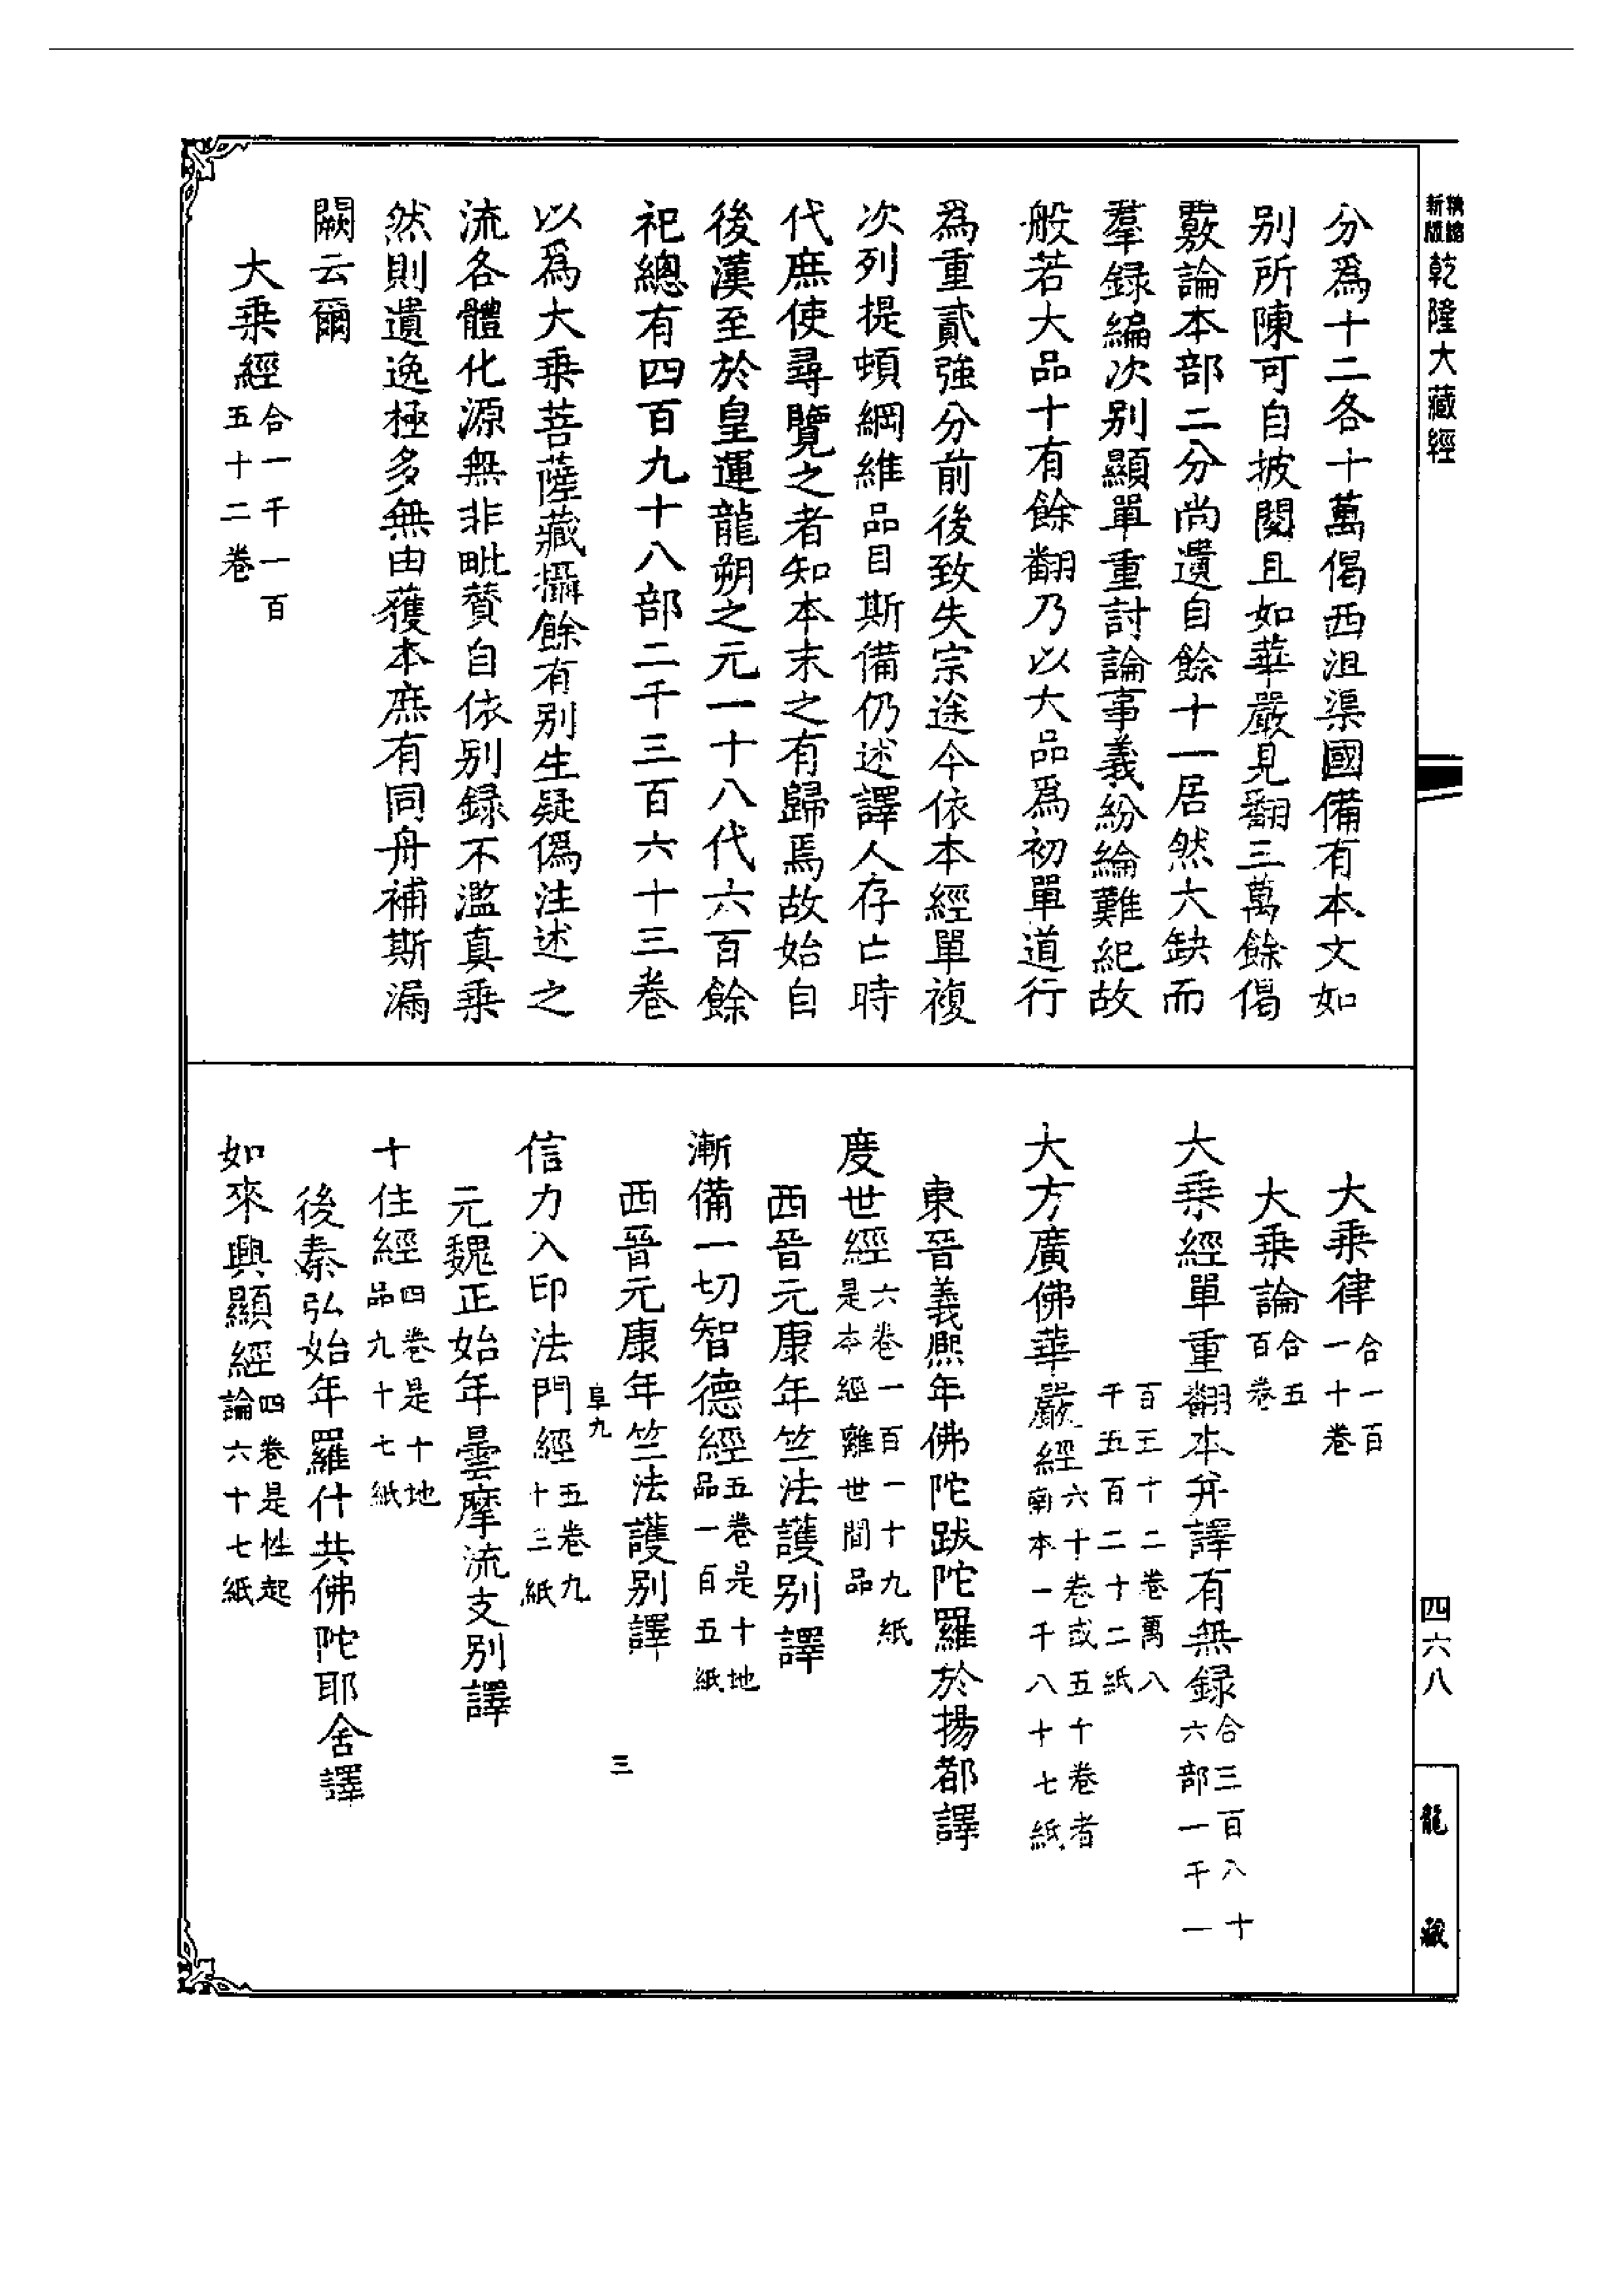 精縮
新版
乾隆大藏經
分爲十二各十萬偈西沮渠國備有本文如
别所陳可自披閱且如華嚴見翻三萬餘偈
覈論本部二分尚遺自餘十一居然大缺而
羣録編次别顯單重討論事義紛綸難紀故
般若大品十有餘翻乃以大品爲初單道行
爲重貳強分前後致失宗途今依本經單複
次列提頓綱維品目斯備仍述譯人存亡時
代庶使尋覽之者知本末之有歸焉故始自
後漢至於皇運龍朔之元一十八代六百餘
祀總有四百九十八部二千三百六十三卷
以爲大乗菩薩藏攝餘有别生疑僞注述之
流各體化源無非毗贊自依别録不濫真乗
然則遺逸極多無由獲本庶有同舟補斯漏
闕云爾
大乗經合一千一百五十二卷
大乗律合一百一十卷
大乗論合五百卷
大乗經單重翻本并譯有無録合三百八十六部一千一
百五十二卷萬八千五百二十二紙
大方廣佛華嚴經六十卷或五十卷者南本一千八十七紙
東晉義熙年佛陀跋陀羅於揚都譯
度世經六卷一百一十九紙是本經離世間品
西晉元康年竺法護别譯
漸備一切智德經五卷是十地品一百五紙
西晉元康年竺法護别譯
阜九
三
信力入印法門經五卷九十三紙
元魏正始年曇摩流支别譯
十住經四卷是十地品九十七紙
後秦弘始年羅什共佛陀耶舍譯
如來興顯經四卷是性起論六十七紙
四六八
龍藏